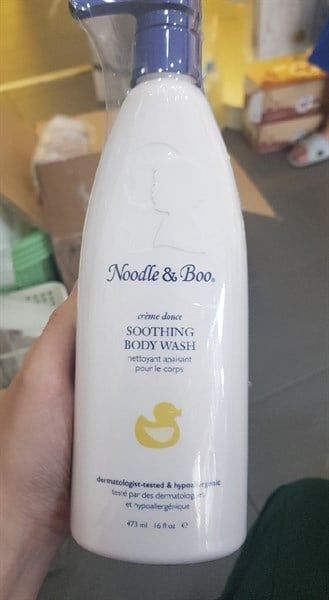 Noodle & Boo®
crème douce
SOOTHING
BODY WASH
nettoyant apaisant
pour le corps
dermatologist-tested & hypoallergenic
testé par des dermatologues
et hypoallergénique
473 ml 16 fl oz ℮